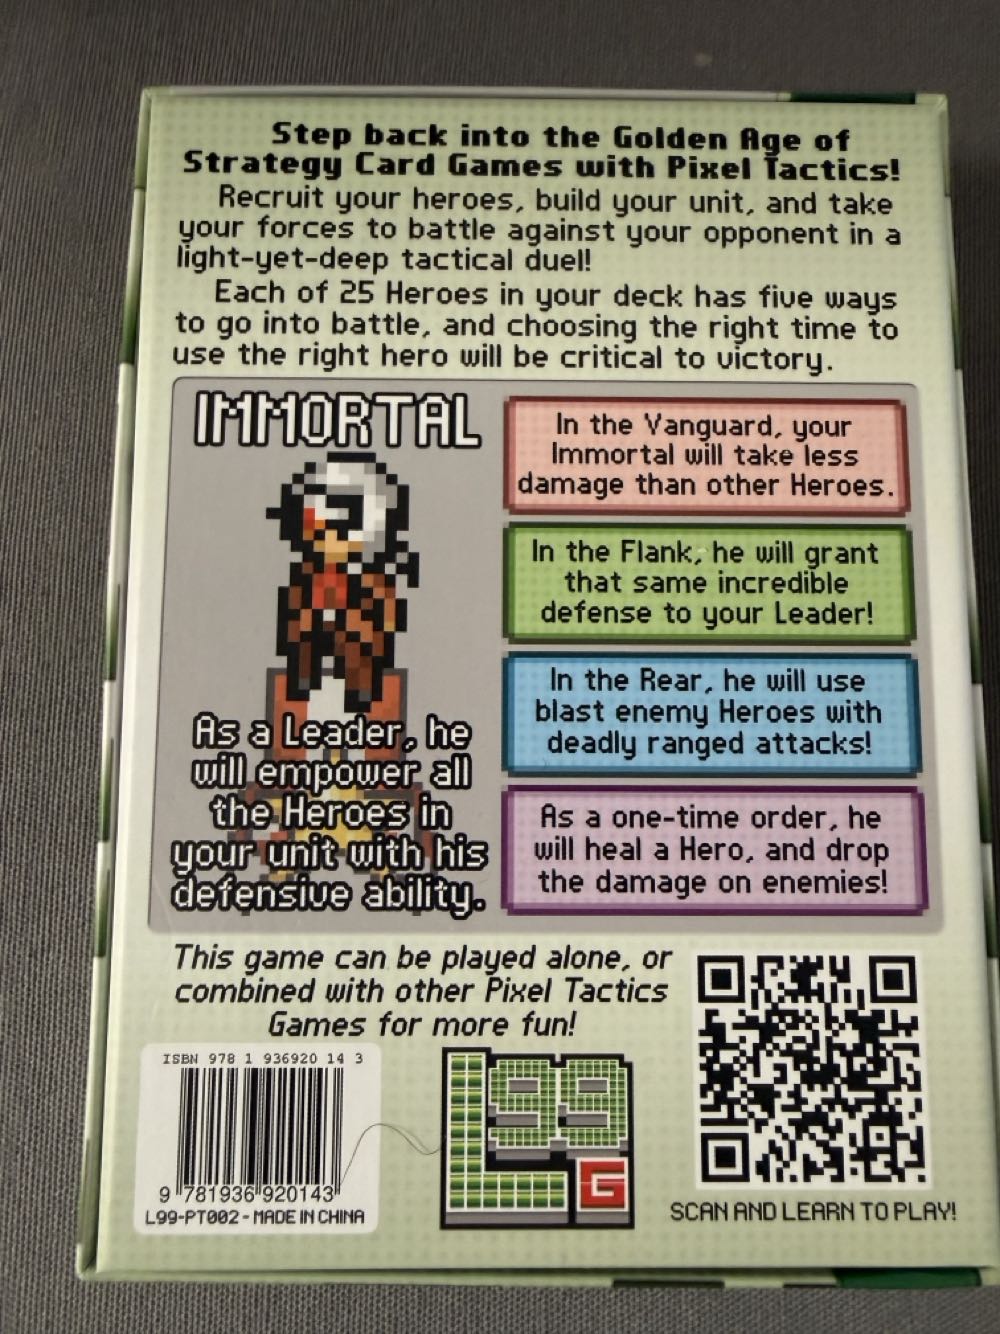 Step back into the Golden Age of
Strategy Card Games with Pixel Tactics!
Recruit your heroes, build your unit, and take
your forces to battle against your opponent in a
light-yet-deep tactical duel!
Each of 25 Heroes in your deck has five ways
to go into battle, and choosing the right time to
use the right hero will be critical to victory.
IMMORTAL
As a Leader, he
will empower all
the Heroes in
your unit with his
defensive ability.
In the Vanguard, your
Immortal will take less
damage than other Heroes.
In the Flank, he will grant
that same incredible
defense to your Leader!
In the Rear, he will use
blast enemy Heroes with
deadly ranged attacks!
As a one-time order, he
will heal a Hero, and drop
the damage on enemies!
This game can be played alone, or
combined with other Pixel Tactics
Games for more fun!
ISBN 978 1 936920 14 3
9 781936 920143
L99-PT002 - MADE IN CHINA
L99
G
SCAN AND LEARN TO PLAY!